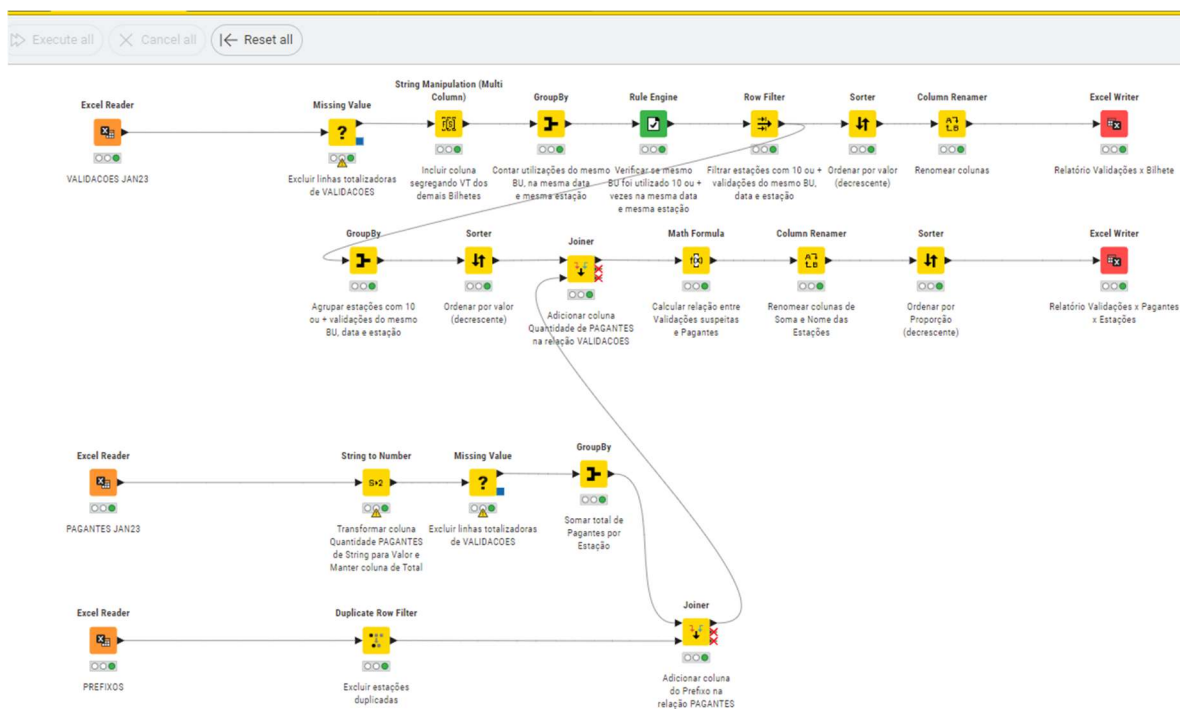 Execute all
Cancel all
Reset all
Excel Reader
VALIDACOES JAN23
Missing Value
Excluir linhas totalizadoras
de VALIDACOES
String Manipulation (Multi
Column)
Incluir coluna
segregando VT dos
demais Bilhetes
GroupBy
Contar utilizações do mesmo
BU, na mesma data
e mesma estação
Rule Engine
Verificar se mesmo
BU foi utilizado 10 ou +
vezes na mesma data
e mesma estação
Row Filter
Filtrar estações com 10 ou +
validações do mesmo BU,
data e estação
Sorter
Ordenar por valor
(decrescente)
Column Renamer
Renomear colunas
Excel Writer
Relatório Validações x Bilhete
GroupBy
Agrupar estações com 10
ou + validações do mesmo
BU, data e estação
Sorter
Ordenar por valor
(decrescente)
Joiner
Adicionar coluna
Quantidade de PAGANTES
na relação VALIDACOES
Math Formula
Calcular relação entre
Validações suspeitas
e Pagantes
Column Renamer
Renomear colunas de
Soma e Nome das
Estações
Sorter
Ordenar por
Proporção
(decrescente)
Excel Writer
Relatório Validações x Pagantes
x Estações
Excel Reader
PAGANTES JAN23
String to Number
S▸2
Transformar coluna
Quantidade PAGANTES
de String para Valor e
Manter coluna de Total
Missing Value
Excluir linhas totalizadoras
de VALIDACOES
GroupBy
Somar total de
Pagantes por
Estação
Excel Reader
PREFIXOS
Duplicate Row Filter
Excluir estações
duplicadas
Joiner
Adicionar coluna
do Prefixo na
relação PAGANTES